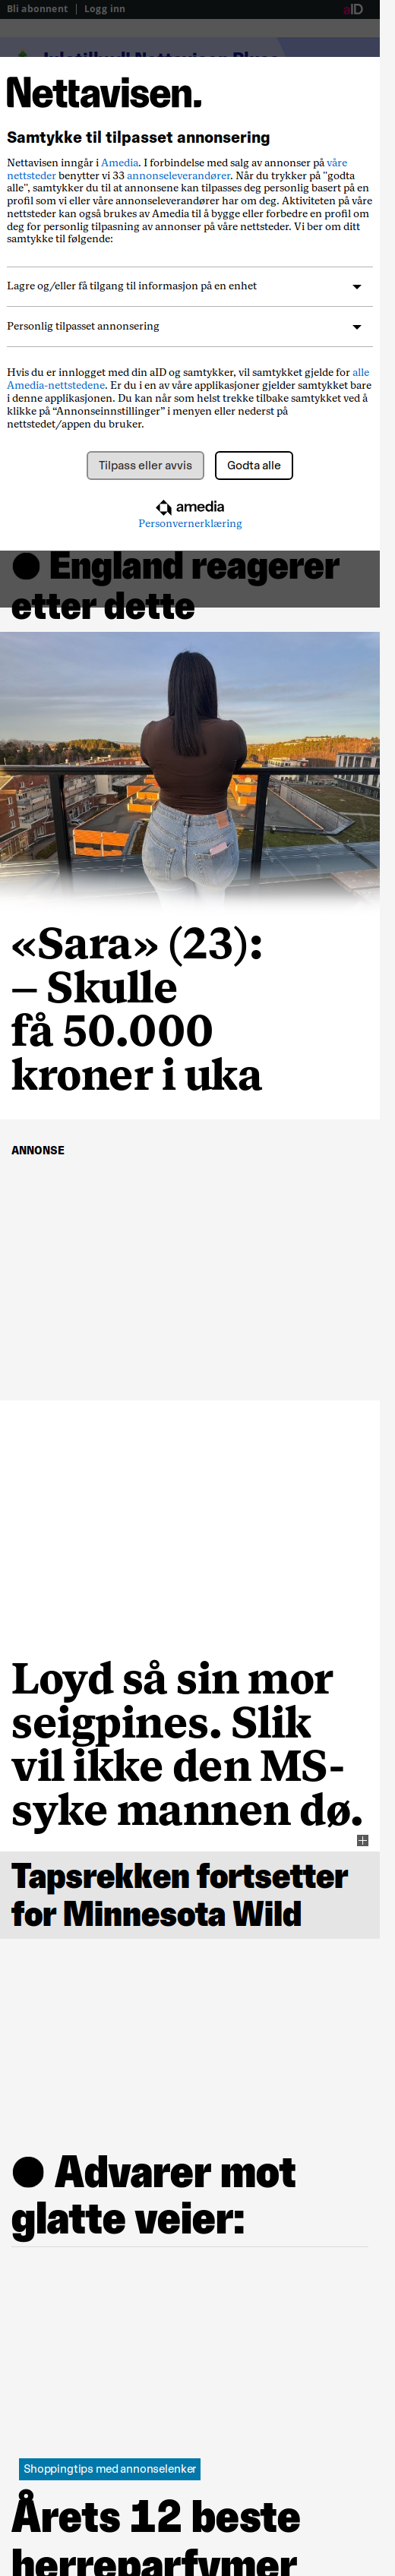 Bli abonnent | Logg inn aID
Nettavisen.
Samtykke til tilpasset annonsering
Nettavisen inngår i Amedia. I forbindelse med salg av annonser på våre
nettsteder benytter vi 33 annonseleverandører. Når du trykker på "godta
alle", samtykker du til at annonsene kan tilpasses deg personlig basert på en
profil som vi eller våre annonseleverandører har om deg. Aktiviteten på våre
nettsteder kan også brukes av Amedia til å bygge eller forbedre en profil om
deg for personlig tilpasning av annonser på våre nettsteder. Vi ber om ditt
samtykke til følgende:
Lagre og/eller få tilgang til informasjon på en enhet
Personlig tilpasset annonsering
Hvis du er innlogget med din aID og samtykker, vil samtykket gjelde for alle
Amedia-nettstedene. Er du i en av våre applikasjoner gjelder samtykket bare
i denne applikasjonen. Du kan når som helst trekke tilbake samtykket ved å
klikke på “Annonseinnstillinger” i menyen eller nederst på
nettstedet/appen du bruker.
Tilpass eller avvis Godta alle
amedia
Personvernerklæring
● England reagerer
etter dette
«Sara» (23):
– Skulle
få 50.000
kroner i uka
ANNONSE
Loyd så sin mor
seigpines. Slik
vil ikke den MS-
syke mannen dø.
Tapsrekken fortsetter
for Minnesota Wild
● Advarer mot
glatte veier:
Shoppingtips med annonselenker
Årets 12 beste
herreparfymer